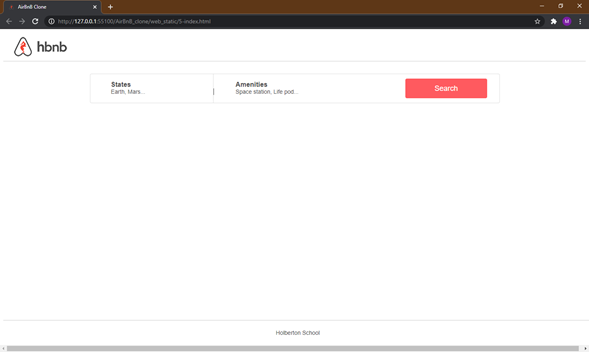 AirBnB Clone
http://127.0.0.1:55100/AirBnB_clone/web_static/5-index.html
hbnb
States
Earth, Mars...
Amenities
Space station, Life pod...
Search
Holberton School